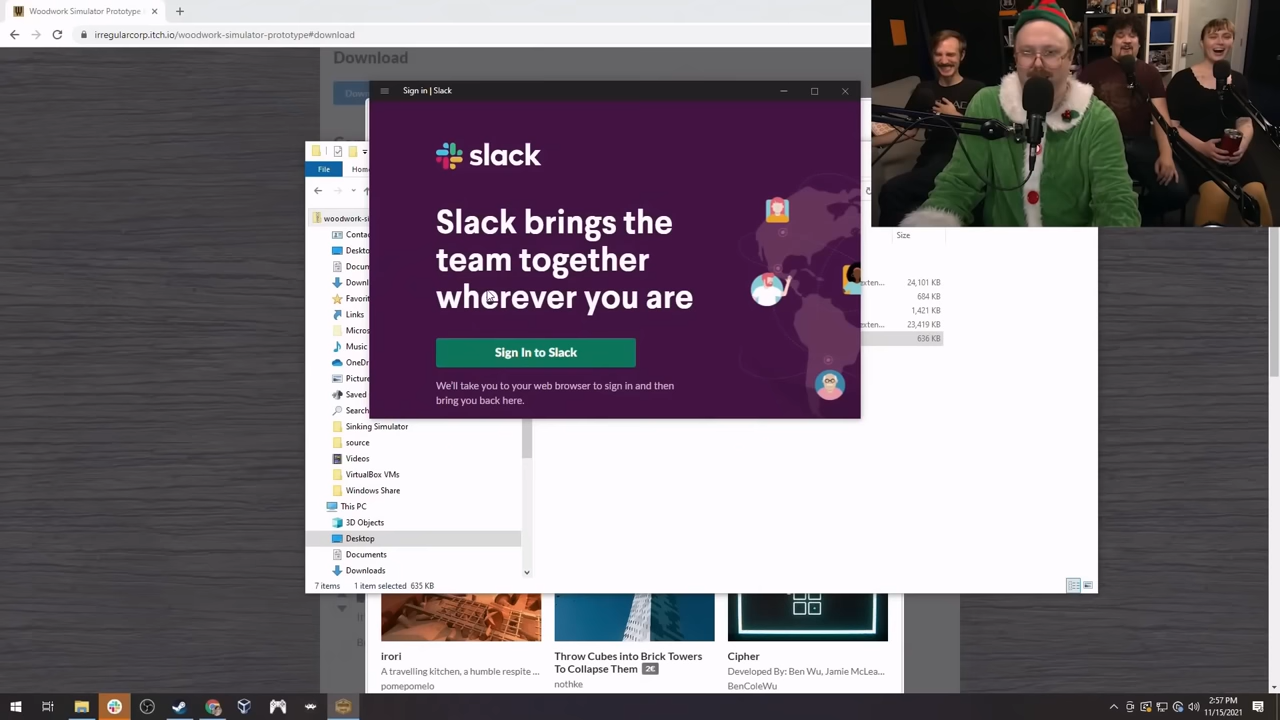 Woodwork Simulator Prototype
irregularcorp.itch.io/woodwork-simulator-prototype#download
Download
Sign in | Slack
slack
Slack brings the
team together
wherever you are
Sign In to Slack
We'll take you to your web browser to sign in and then
bring you back here.
File
Size
24,101 KB
684 KB
1,421 KB
23,419 KB
636 KB
Links
Music
Saved
Search
Sinking Simulator
source
Videos
VirtualBox VMs
Windows Share
This PC
3D Objects
Desktop
Documents
Downloads
7 items
1 item selected 635 KB
irori
A travelling kitchen, a humble respite ...
pomepomelo
Throw Cubes into Brick Towers
To Collapse Them 2€
nothke
Cipher
Developed By: Ben Wu, Jamie McLea...
BenColeWu
2:57 PM
11/15/2021